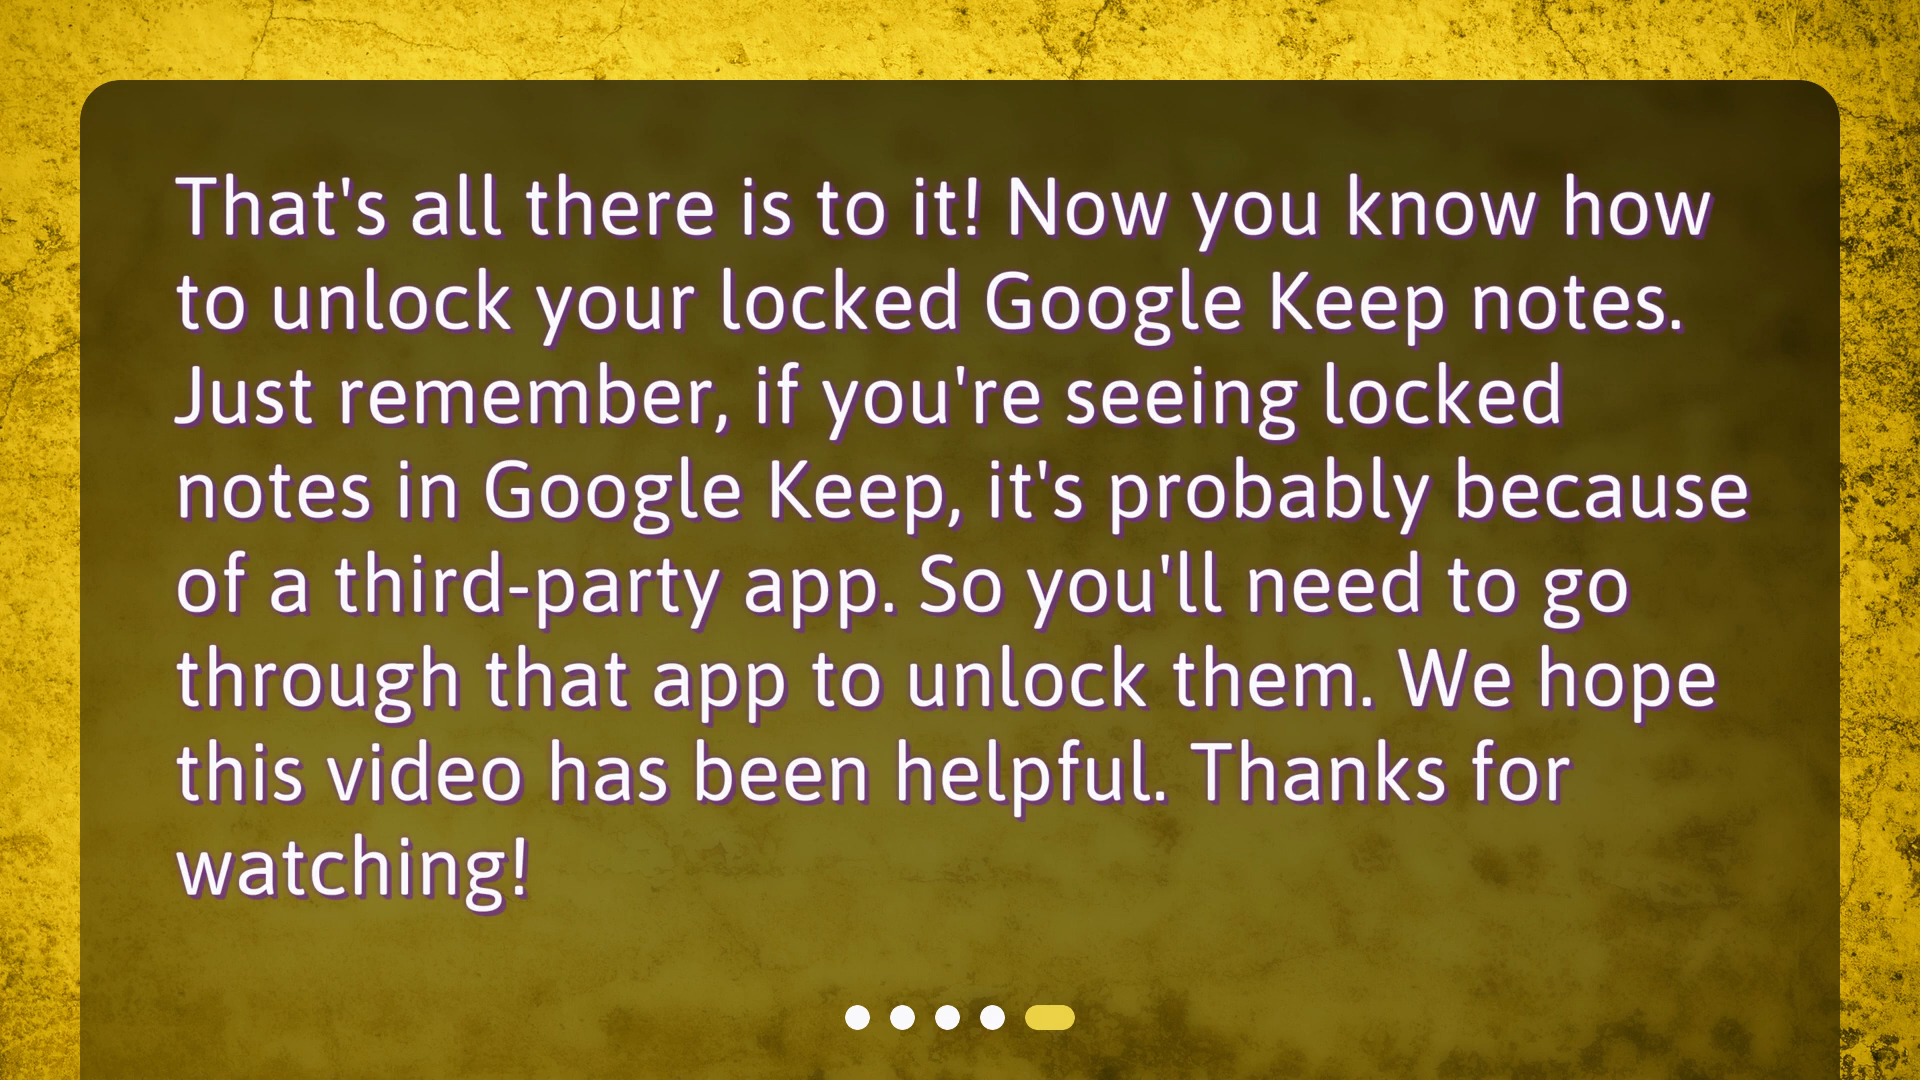 That's all there is to it! Now you know how
to unlock your locked Google Keep notes.
Just remember, if you're seeing locked
notes in Google Keep, it's probably because
of a third-party app. So you'll need to go
through that app to unlock them. We hope
this video has been helpful. Thanks for
watching!